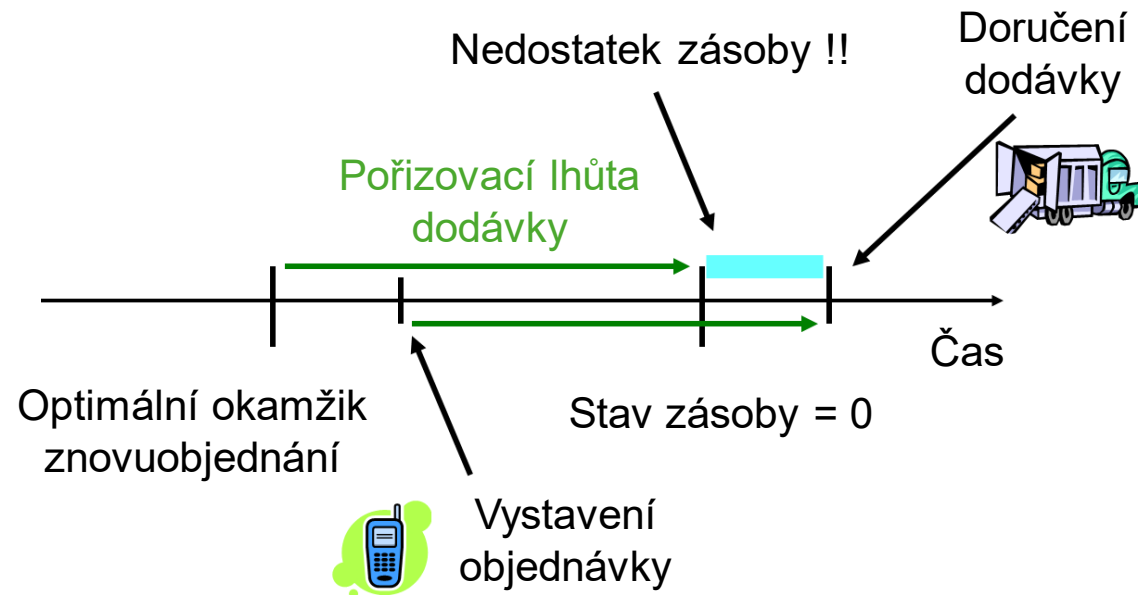 Nedostatek zásoby !!
Doručení
dodávky
Pořizovací lhůta
dodávky
Čas
Optimální okamžik
znovuobjednání
Stav zásoby = 0
Vystavení
objednávky